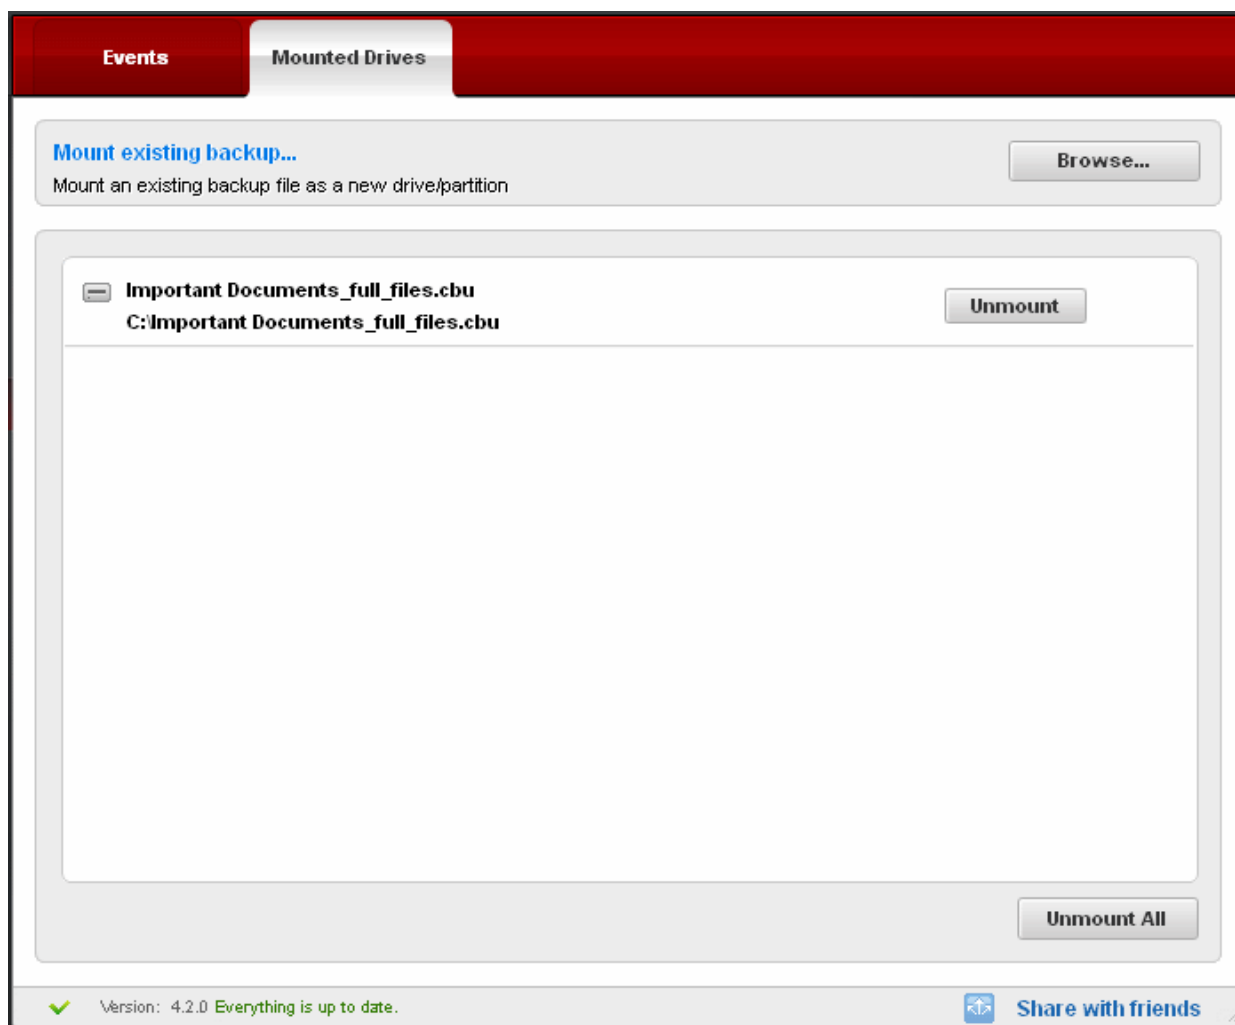 Events
Mounted Drives
Mount existing backup...
Mount an existing backup file as a new drive/partition
Browse...
Important Documents_full_files.cbu
C:\Important Documents_full_files.cbu
Unmount
Unmount All
Version: 4.2.0 Everything is up to date.
Share with friends